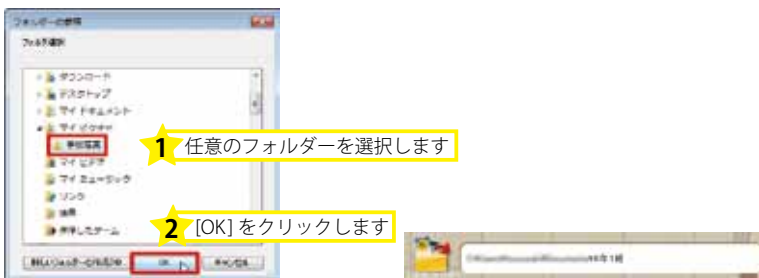 フォルダーの参照
フォルダ選択
ダウンロード
デスクトップ
マイ ドキュメント
マイ ピクチャ
マイ ビデオ
マイ ミュージック
リンク
検索
保存したゲーム
OK
キャンセル
1 任意のフォルダーを選択します
2 [OK] をクリックします